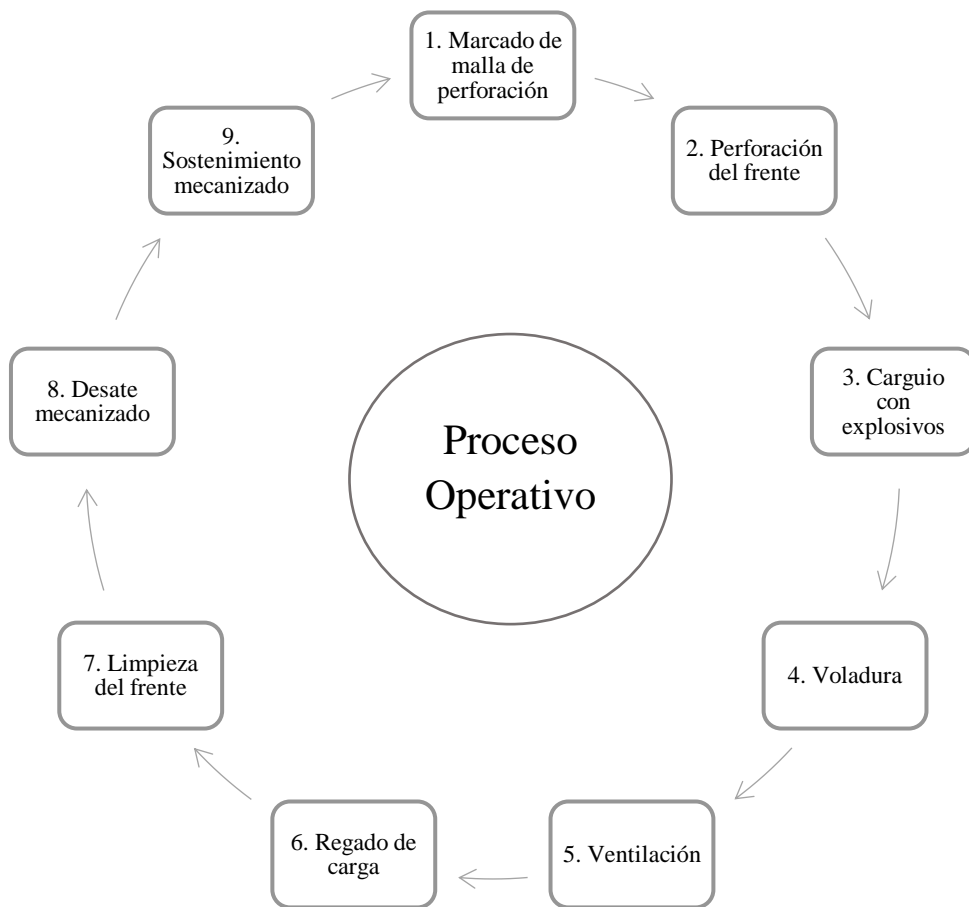 1. Marcado de
malla de
perforación
2. Perforación
del frente
3. Carguio
con
explosivos
4. Voladura
5. Ventilación
6. Regado de
carga
7. Limpieza
del frente
8. Desate
mecanizado
9.
Sostenimiento
mecanizado
Proceso
Operativo